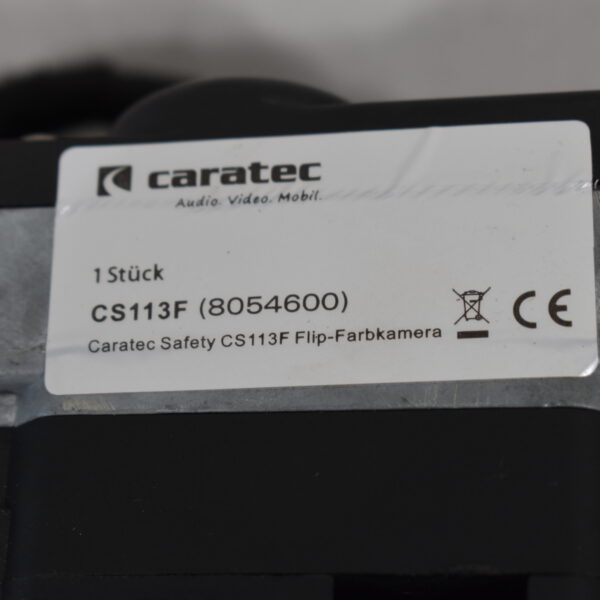 caratec
Audio. Video. Mobil.
1 Stück
CS113F (8054600)
Caratec Safety CS113F Flip-Farbkamera
CE